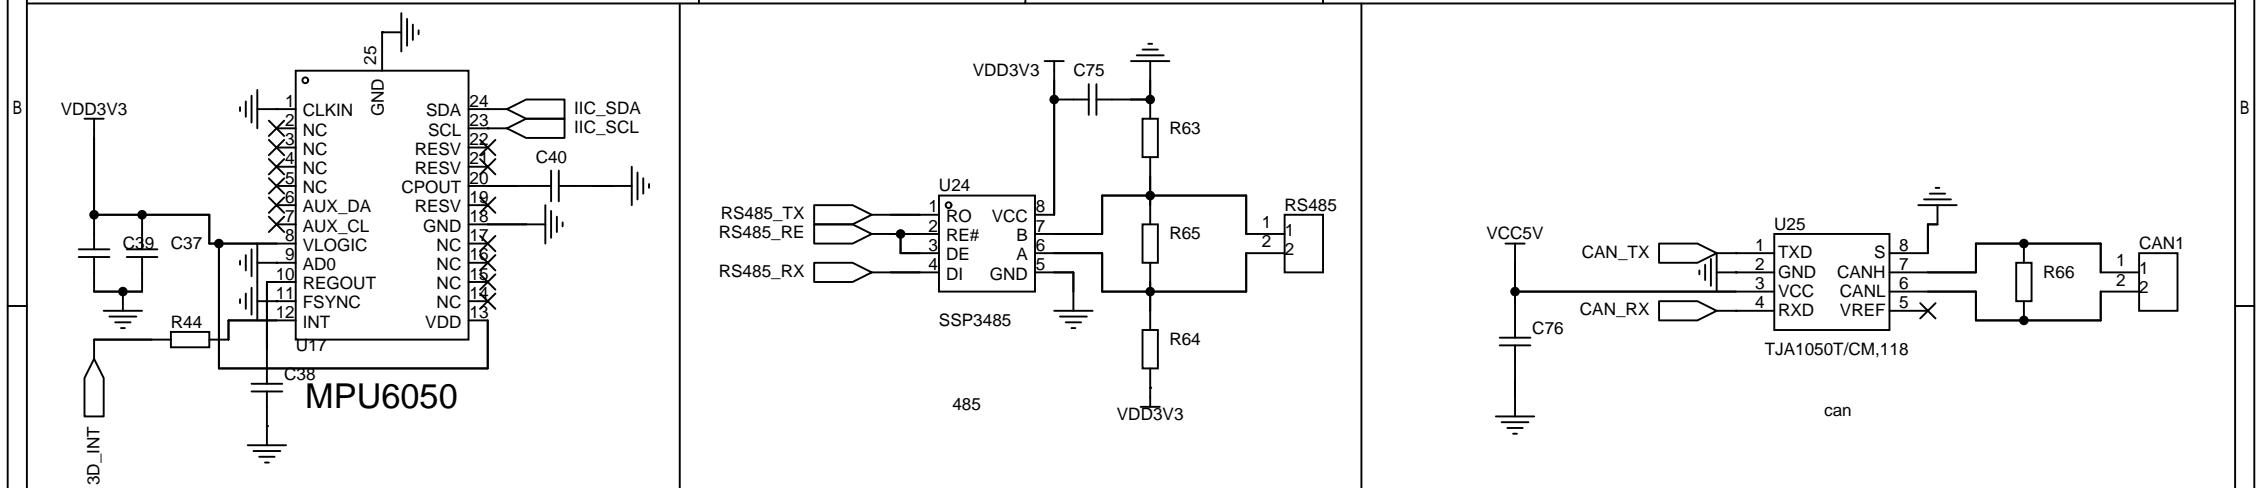 B
VDD3V3
C39
C37
25
GND
1 CLKIN
2 NC
3 NC
4 NC
5 NC
6 AUX_DA
7 AUX_CL
8 VLOGIC
9 AD0
10 REGOUT
11 FSYNC
12 INT
SDA 24
SCL 23
RESV 22
RESV 21
CPOUT 20
RESV 19
GND 18
NC 17
NC 16
NC 15
NC 14
VDD 13
IIC_SDA
IIC_SCL
C40
R44
U17
C38
MPU6050
3D_INT
VDD3V3
C75
R63
U24
RS485_TX
RS485_RE
RS485_RX
1 RO
2 RE#
3 DE
4 DI
VCC 8
B 7
A 6
GND 5
SSP3485
R65
RS485
1 1
2 2
R64
VDD3V3
485
VCC5V
C76
CAN_TX
CAN_RX
U25
1 TXD
2 GND
3 VCC
4 RXD
S 8
CANH 7
CANL 6
VREF 5
TJA1050T/CM,118
R66
CAN1
1 1
2 2
can
B